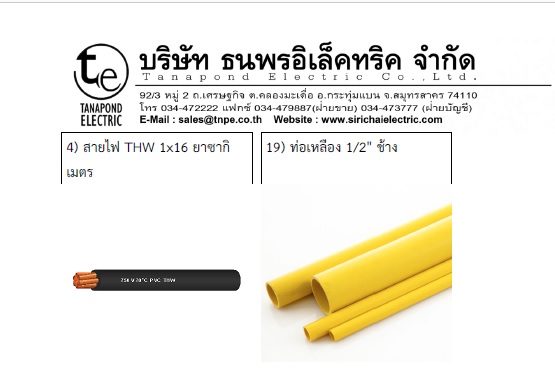 te
TANAPOND
ELECTRIC
บริษัท ธนพรอิเล็คทริค จำกัด
Tanapond Electric Co.,Ltd.
92/3 หมู่ 2 ถ.เศรษฐกิจ ต.คลองมะเดื่อ อ.กระทุ่มแบน จ.สมุทรสาคร 74110
โทร 034-472222 แฟกซ์ 034-479887(ฝ่ายขาย) 034-473777 (ฝ่ายบัญชี)
E-Mail : sales@tnpe.co.th Website : www.sirichaielectric.com
4) สายไฟ THW 1x16 ยาซากิ
เมตร
19) ท่อเหลือง 1/2" ช้าง
750 V 70°C PVC THW